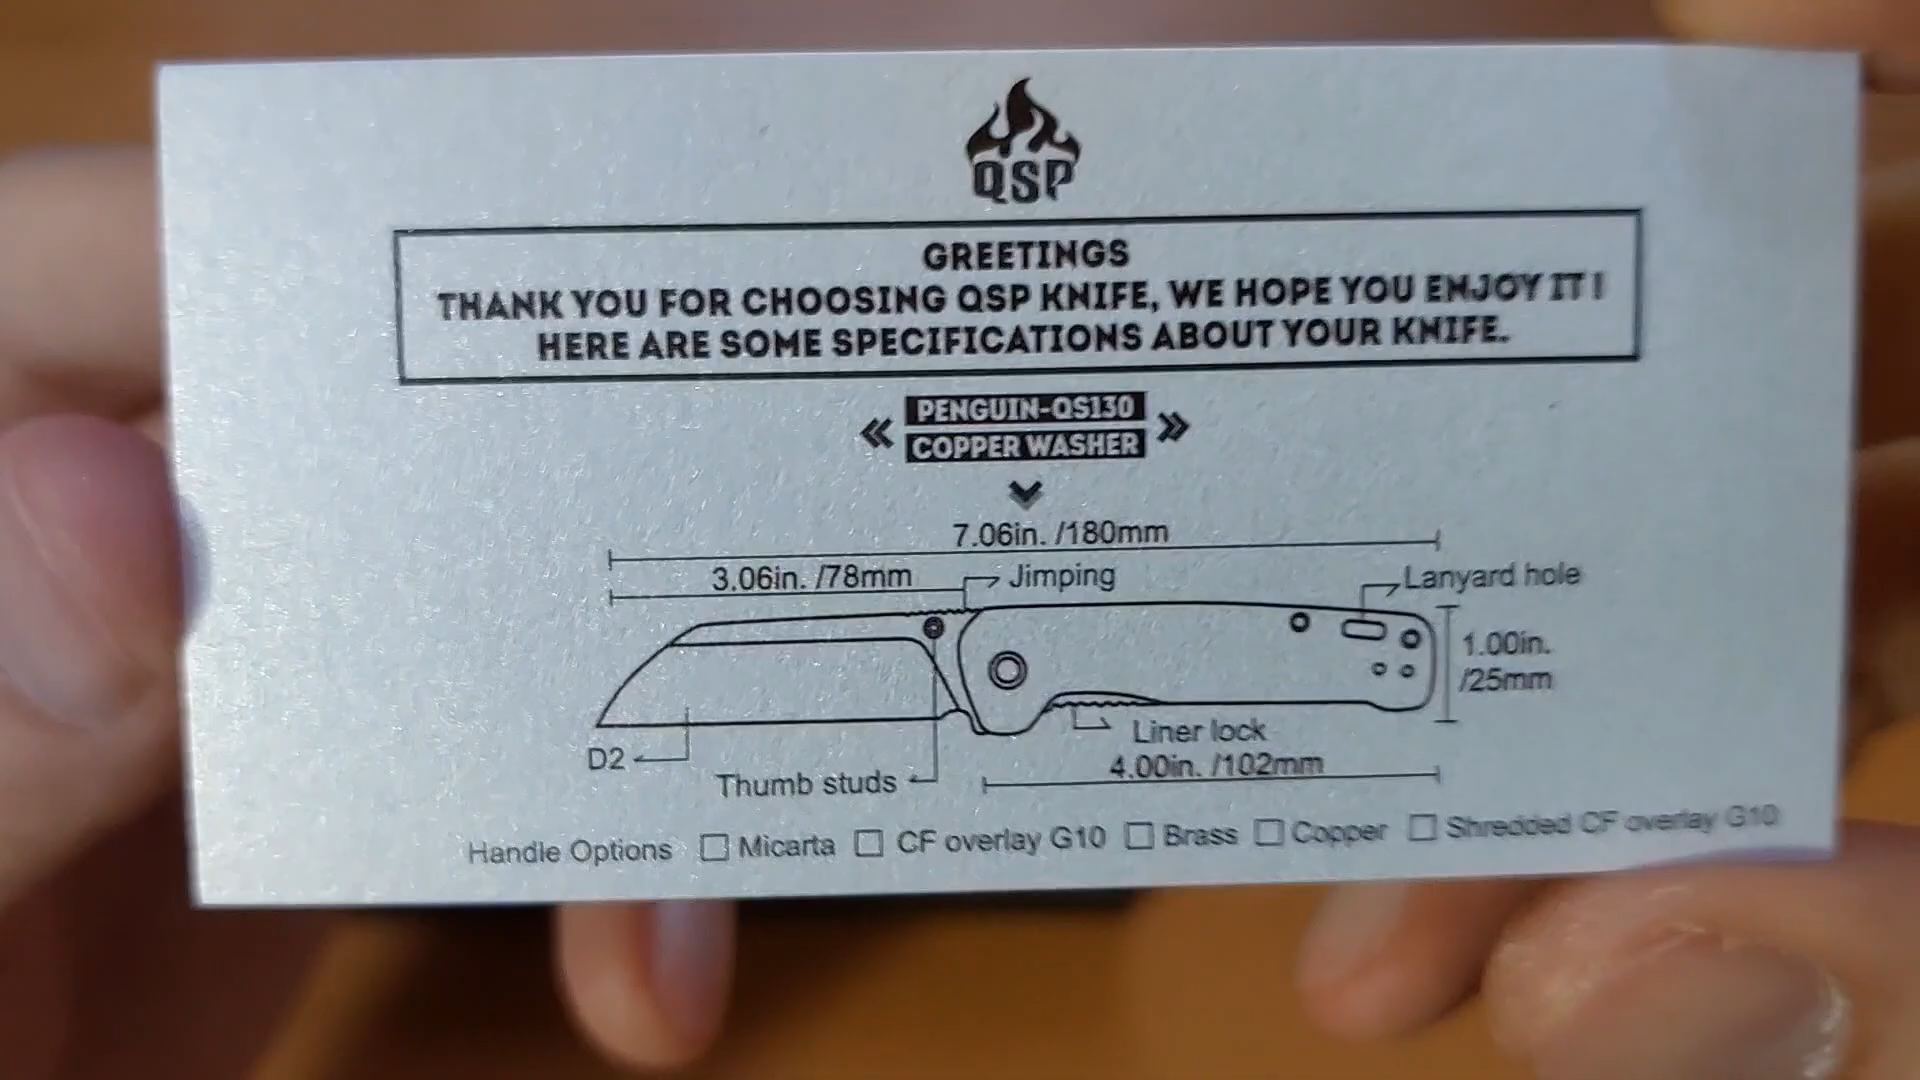 QSP
GREETINGS
THANK YOU FOR CHOOSING QSP KNIFE, WE HOPE YOU ENJOY IT!
HERE ARE SOME SPECIFICATIONS ABOUT YOUR KNIFE.
PENGUIN-QS130
COPPER WASHER
7.06in. /180mm
3.06in. /78mm
Jimping
Lanyard hole
1.00in.
/25mm
Liner lock
D2
4.00in. /102mm
Thumb studs
Handle Options Micarta CF overlay G10 Brass Copper Shredded CF overlay G10